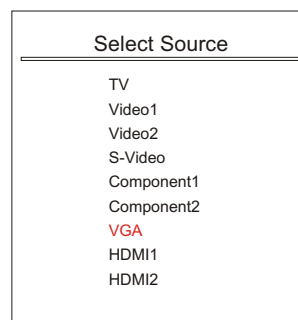 Select Source
TV
Video1
Video2
S-Video
Component1
Component2
VGA
HDMI1
HDMI2